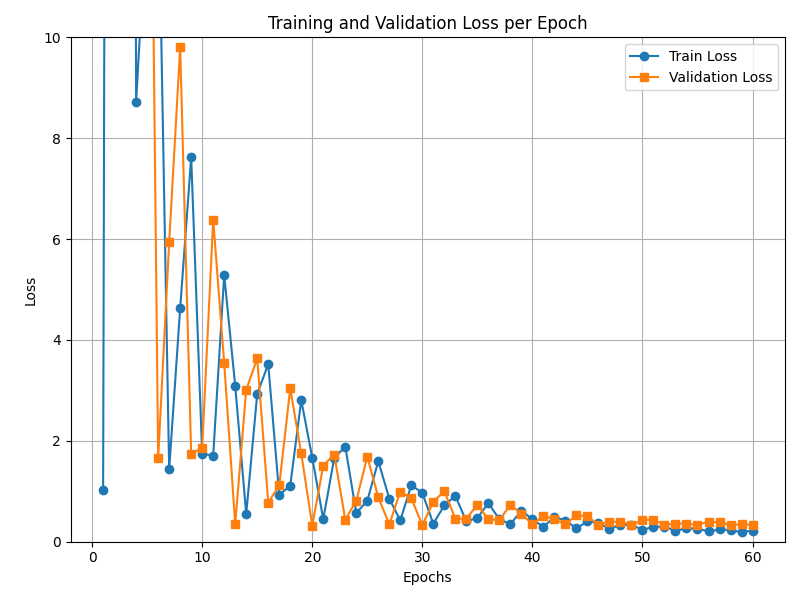 Training and Validation Loss per Epoch
Train Loss
Validation Loss
10
8
6
4
2
0
Loss
0 10 20 30 40 50 60
Epochs